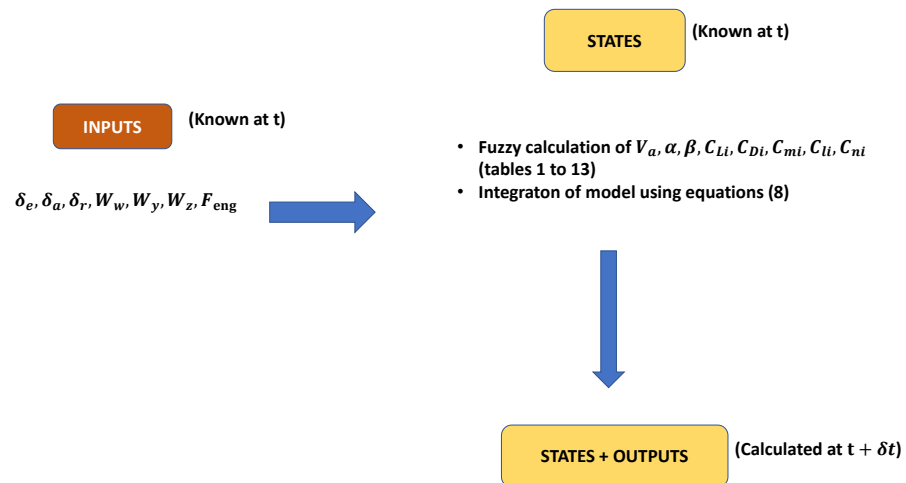 STATES
(Known at t)
INPUTS
(Known at t)
δ_e, δ_a, δ_r, W_w, W_y, W_z, F_eng
• Fuzzy calculation of V_a, α, β, C_Li, C_Di, C_mi, C_li, C_ni
(tables 1 to 13)
• Integraton of model using equations (8)
STATES + OUTPUTS
(Calculated at t + δt)